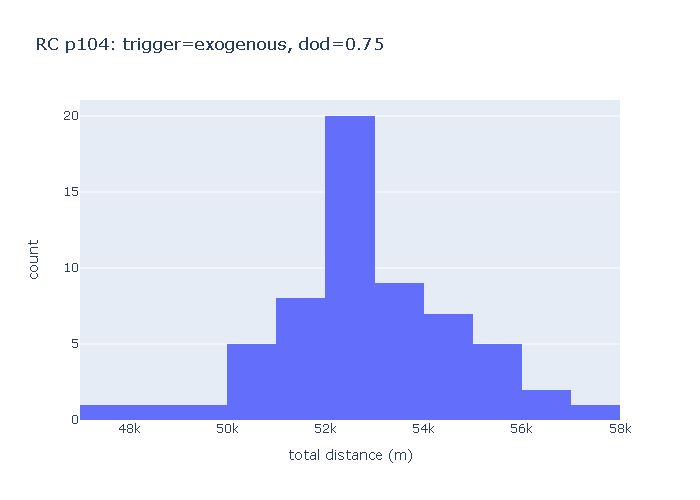 RC p104: trigger=exogenous, dod=0.75
count
20
15
10
5
0
48k 50k 52k 54k 56k 58k
total distance (m)